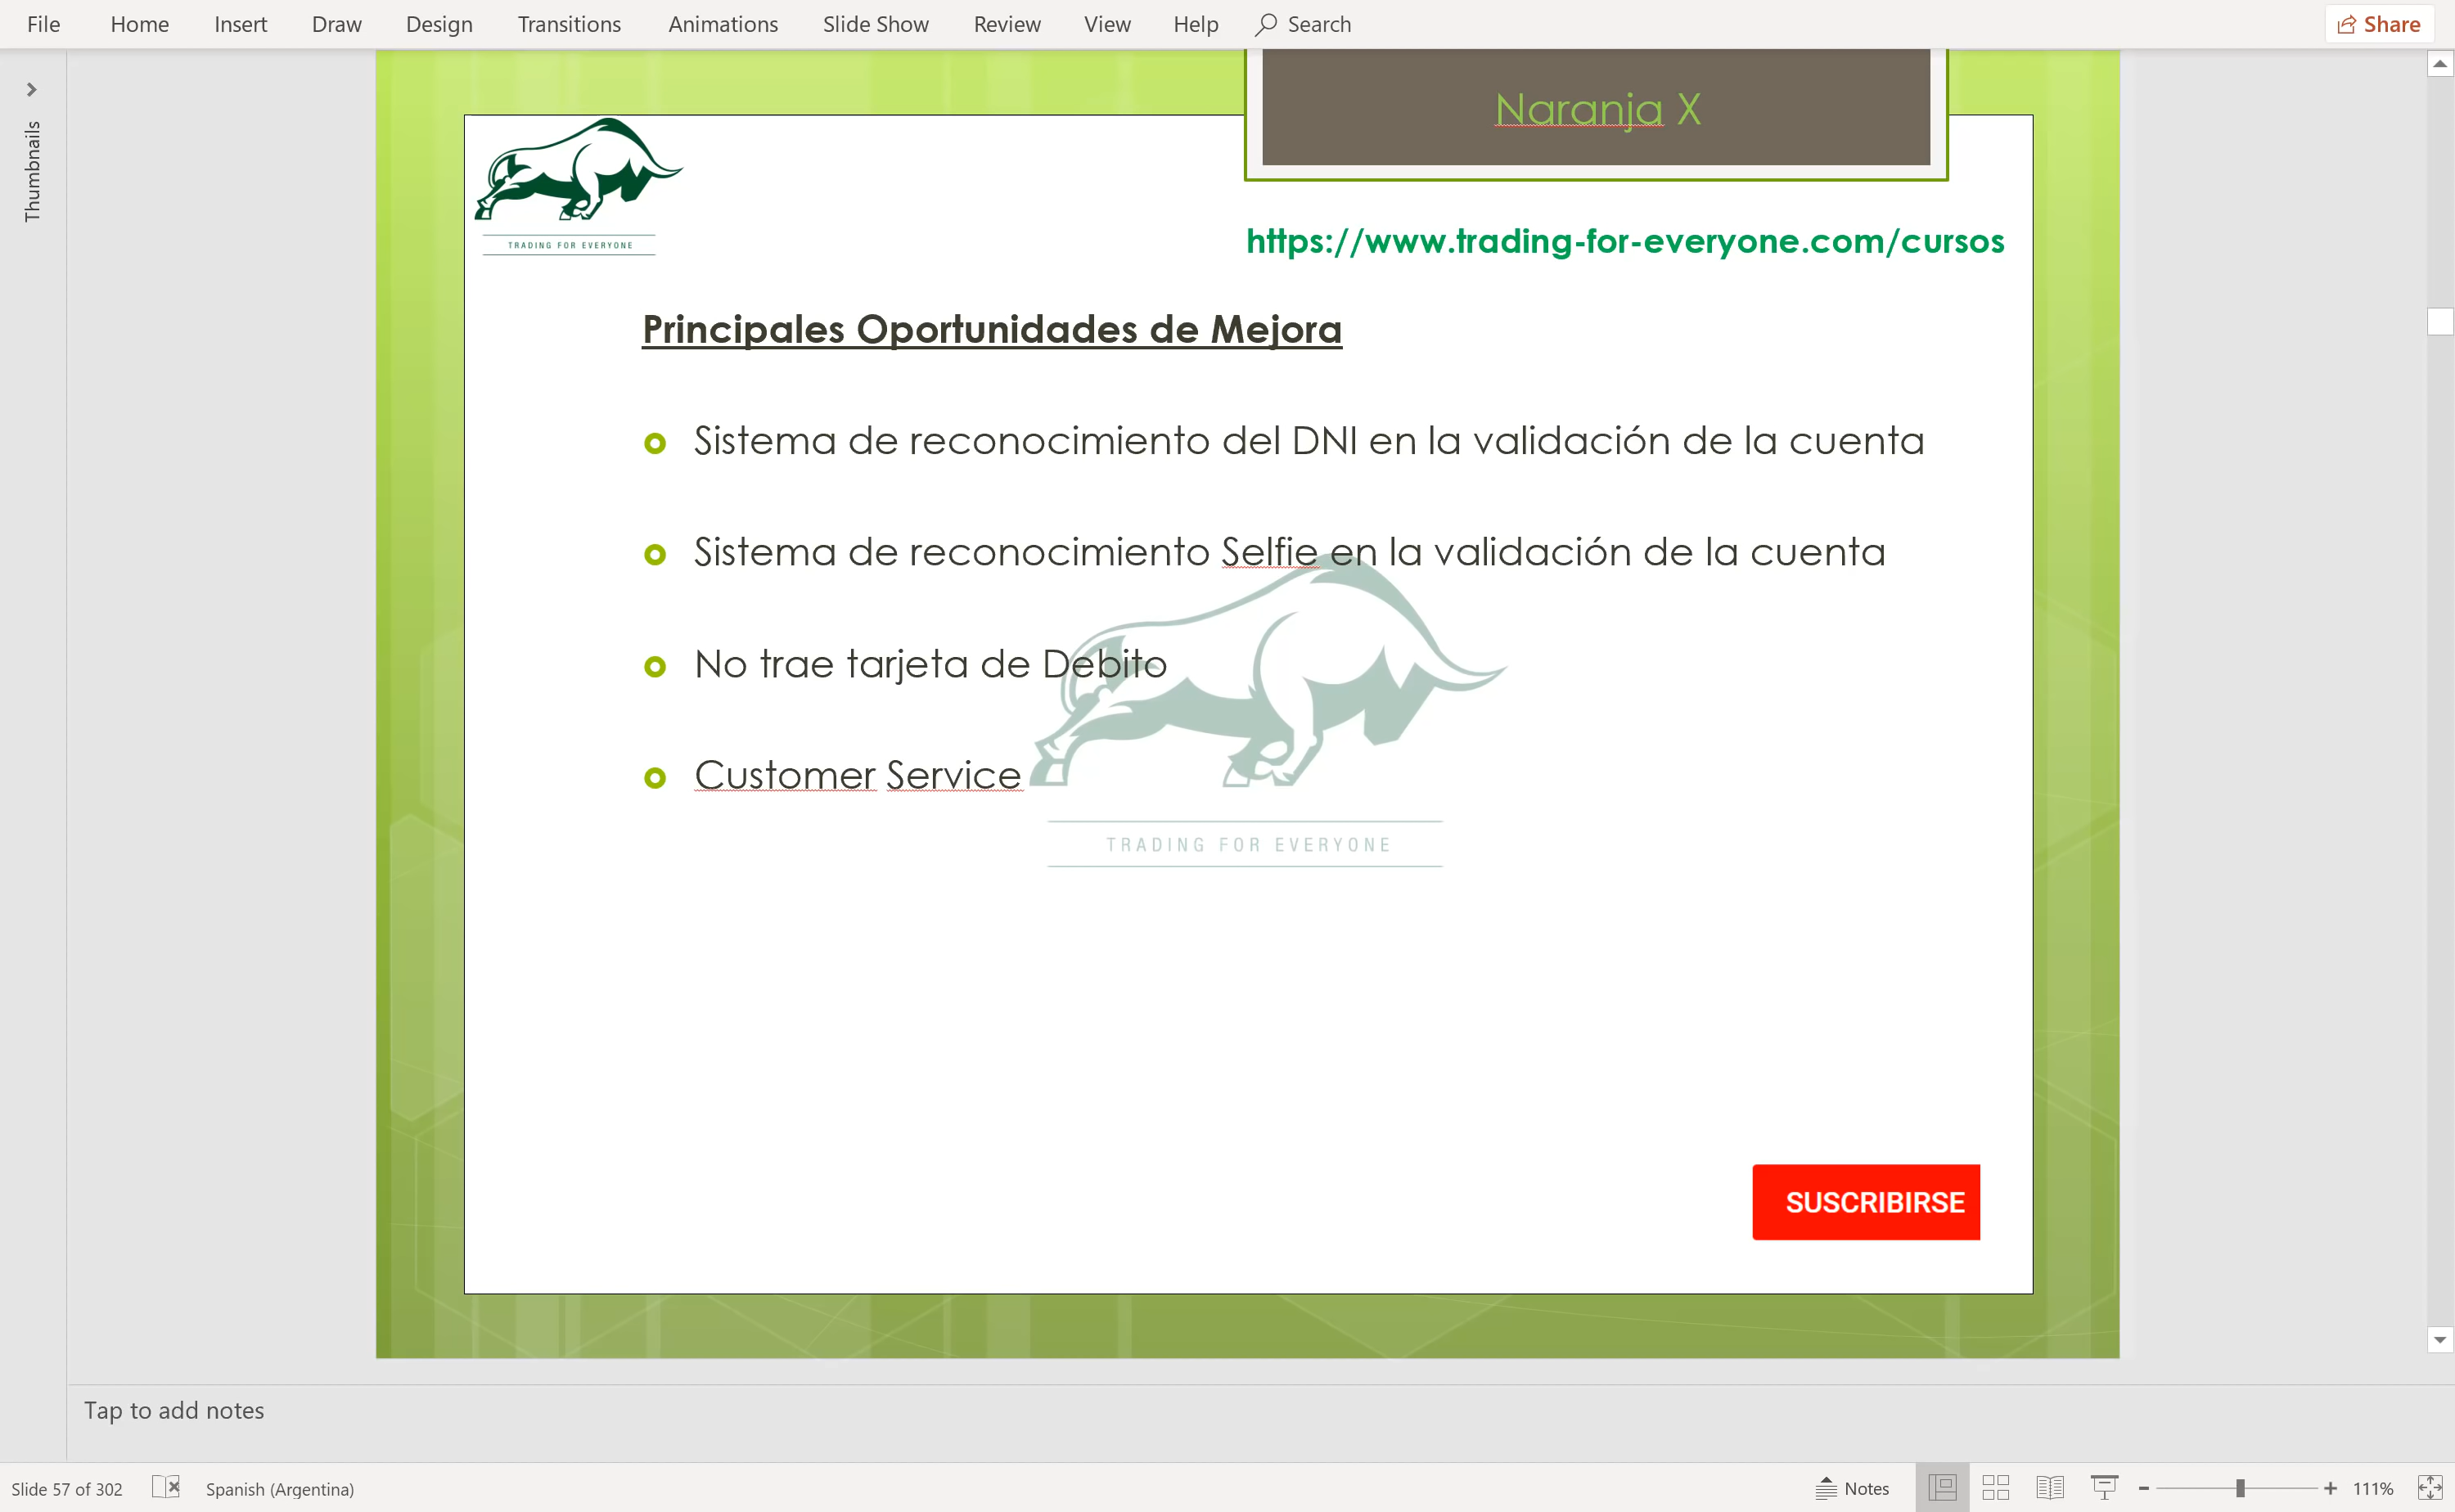 File Home Insert Draw Design Transitions Animations Slide Show Review View Help Search Share
Thumbnails
Naranja X
TRADING FOR EVERYONE
https://www.trading-for-everyone.com/cursos
Principales Oportunidades de Mejora
Sistema de reconocimiento del DNI en la validación de la cuenta
Sistema de reconocimiento Selfie en la validación de la cuenta
No trae tarjeta de Debito
Customer Service
TRADING FOR EVERYONE
SUSCRIBIRSE
Tap to add notes
Slide 57 of 302 Spanish (Argentina) Notes 111%